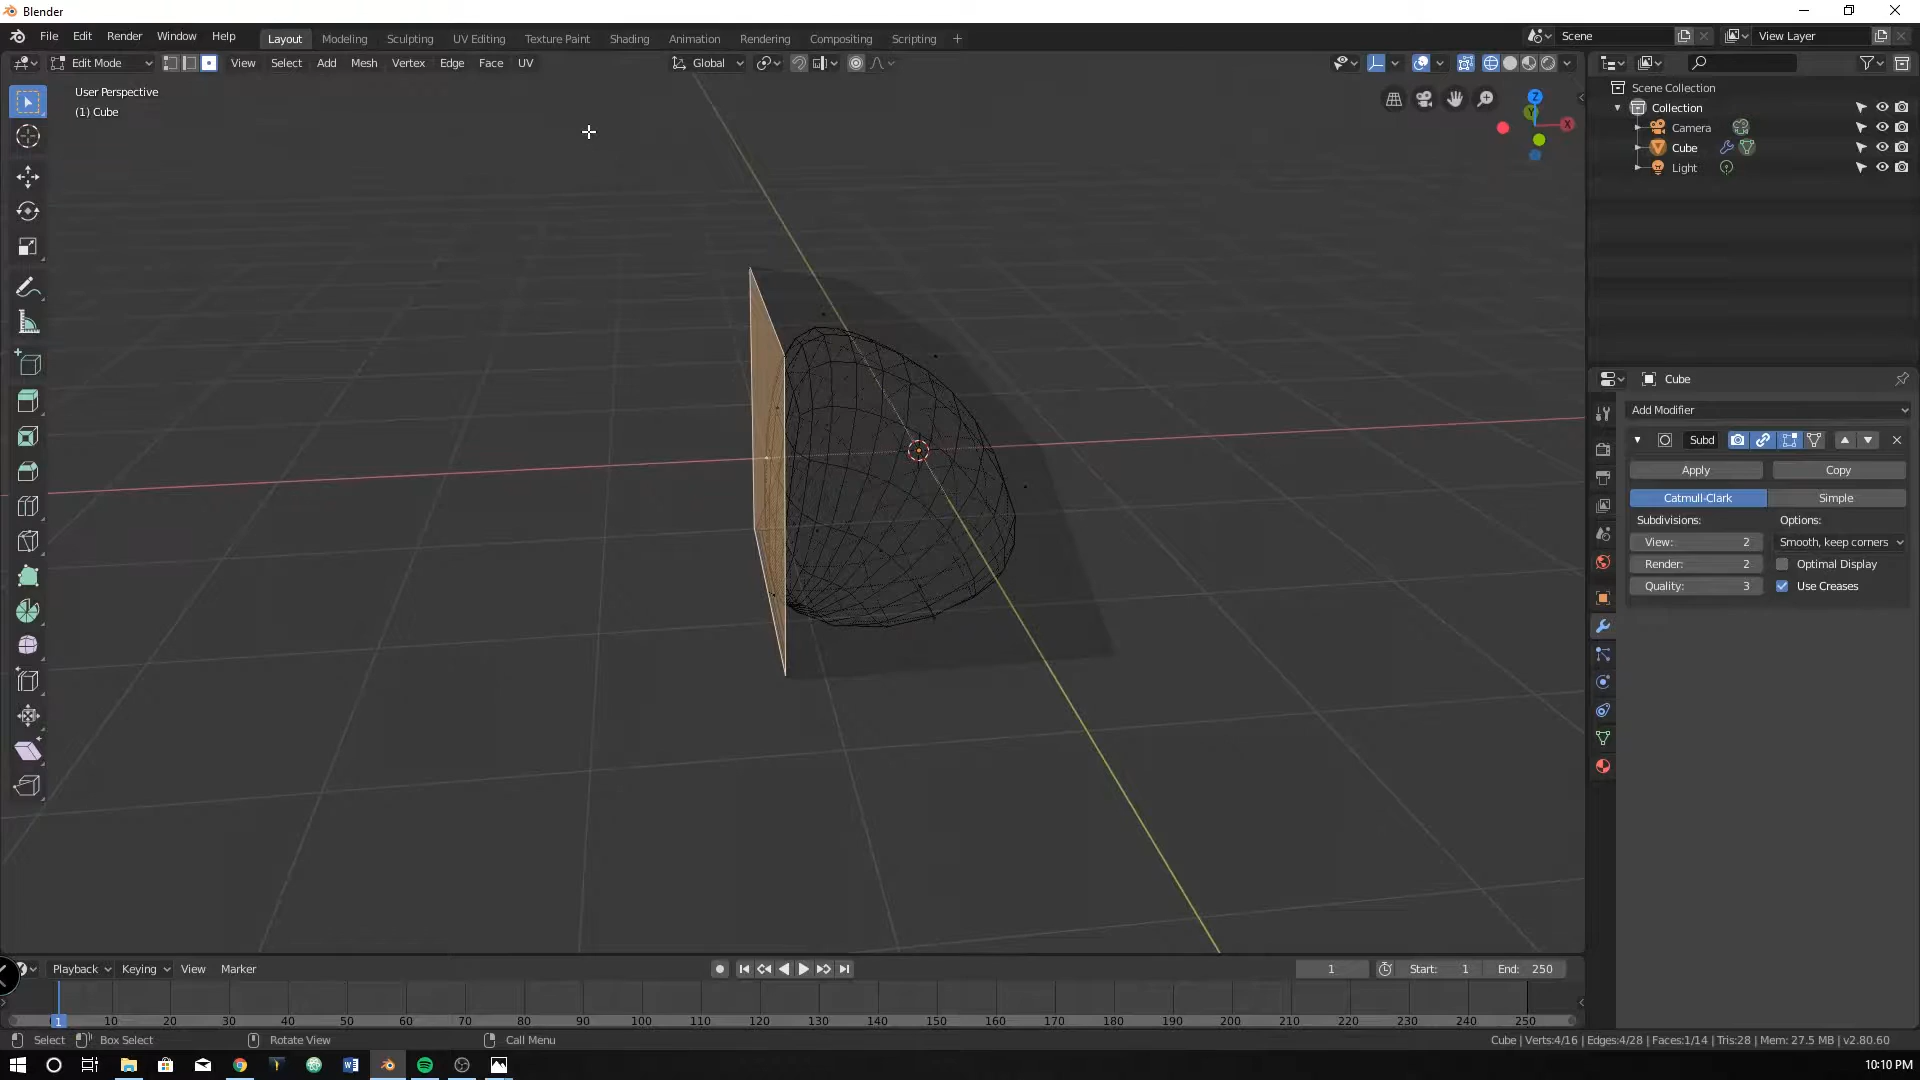 Blender
File Edit Render Window Help Layout Modeling Sculpting UV Editing Texture Paint Shading Animation Rendering Compositing Scripting + Scene View Layer
Edit Mode View Select Add Mesh Vertex Edge Face UV Global
User Perspective
(1) Cube
Z
Y
X
Scene Collection
Collection
Camera
Cube
Light
Cube
Add Modifier
Subd
Apply Copy
Catmull-Clark Simple
Subdivisions: Options:
View: 2 Smooth, keep corners
Render: 2 Optimal Display
Quality: 3 Use Creases
Playback Keying View Marker 1 Start: 1 End: 250
1 10 20 30 40 50 60 70 80 90 100 110 120 130 140 150 160 170 180 190 200 210 220 230 240 250
Select Box Select Rotate View Call Menu Cube | Verts:4/16 | Edges:4/28 | Faces:1/14 | Tris:28 | Mem: 27.5 MB | v2.80.60
10:10 PM